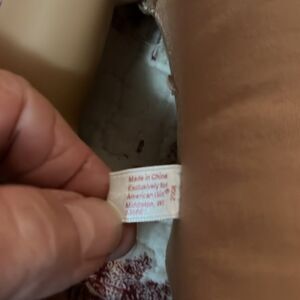 Made in China
Exclusively for
American Girl®
Middleton, WI